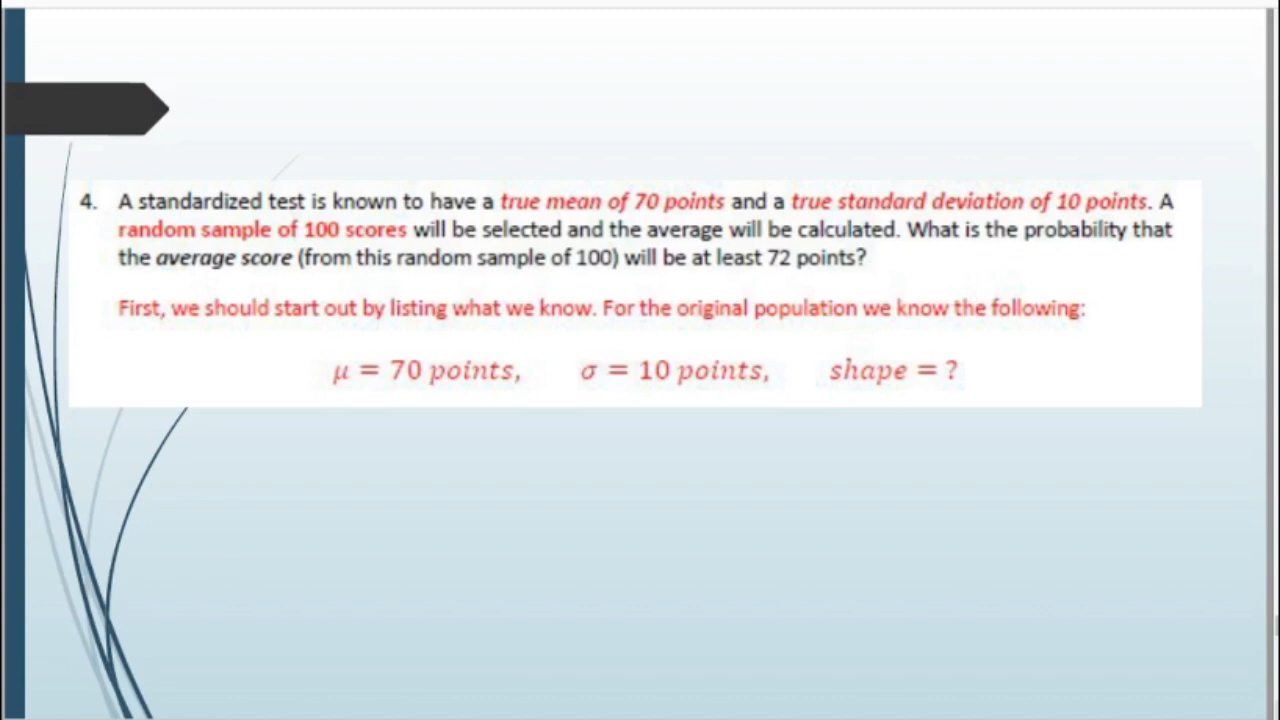 4. A standardized test is known to have a true mean of 70 points and a true standard deviation of 10 points. A
random sample of 100 scores will be selected and the average will be calculated. What is the probability that
the average score (from this random sample of 100) will be at least 72 points?
First, we should start out by listing what we know. For the original population we know the following:
μ = 70 points, σ = 10 points, shape = ?